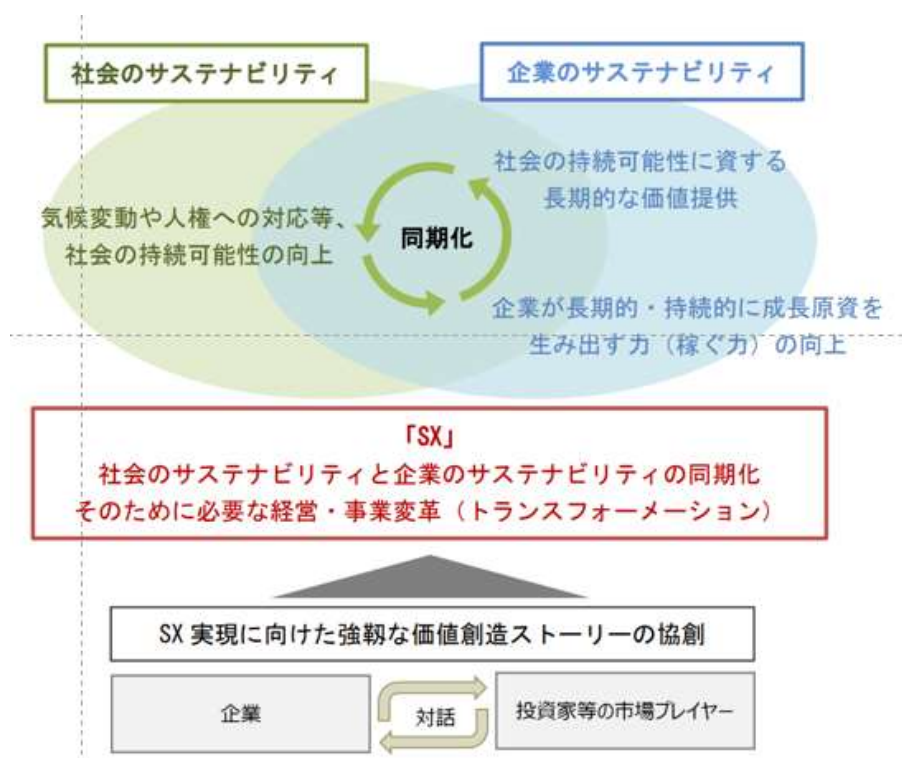 社会のサステナビリティ
企業のサステナビリティ
社会の持続可能性に資する
長期的な価値提供
気候変動や人権への対応等、
社会の持続可能性の向上
同期化
企業が長期的・持続的に成長原資を
生み出す力（稼ぐ力）の向上
「SX」
社会のサステナビリティと企業のサステナビリティの同期化
そのために必要な経営・事業変革（トランスフォーメーション）
SX 実現に向けた強靱な価値創造ストーリーの協創
企業
対話
投資家等の市場プレイヤー